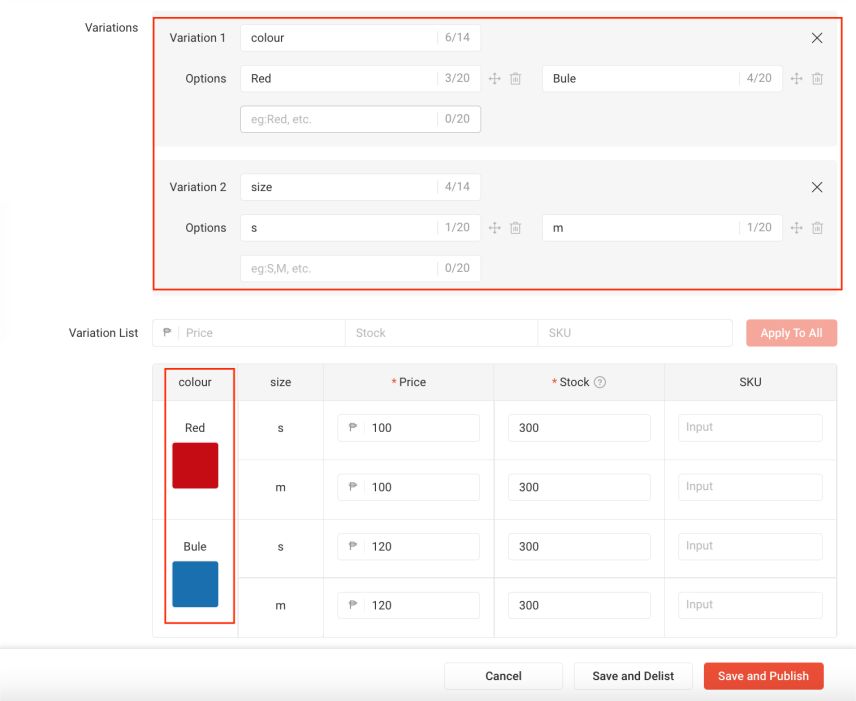 Variations
Variation 1 colour 6/14
Options Red 3/20 Bule 4/20
eg:Red, etc. 0/20
Variation 2 size 4/14
Options s 1/20 m 1/20
eg:S,M, etc. 0/20
Variation List ₱ Price Stock SKU Apply To All
colour size * Price * Stock ? SKU
Red s ₱ 100 300 Input
m ₱ 100 300 Input
Bule s ₱ 120 300 Input
m ₱ 120 300 Input
Cancel Save and Delist Save and Publish